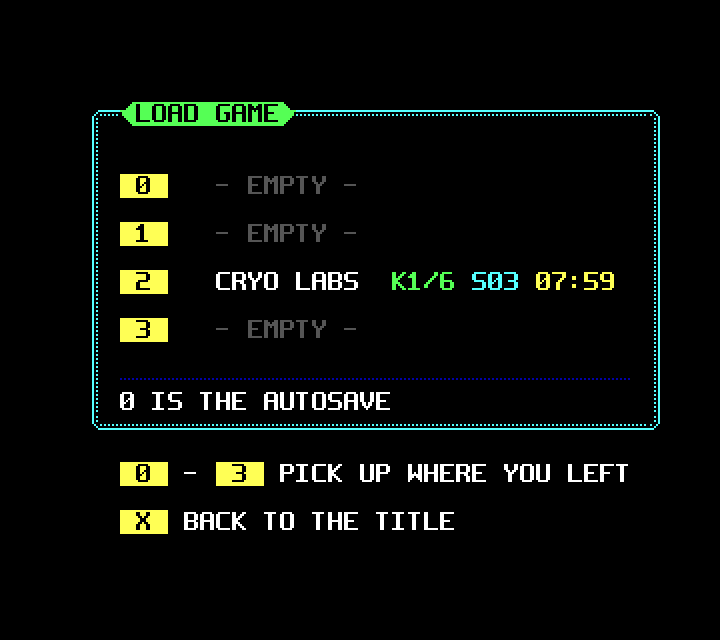 LOAD GAME
0 - EMPTY -
1 - EMPTY -
2 CRYO LABS K1/6 S03 07:59
3 - EMPTY -
0 IS THE AUTOSAVE
0 - 3 PICK UP WHERE YOU LEFT
X BACK TO THE TITLE